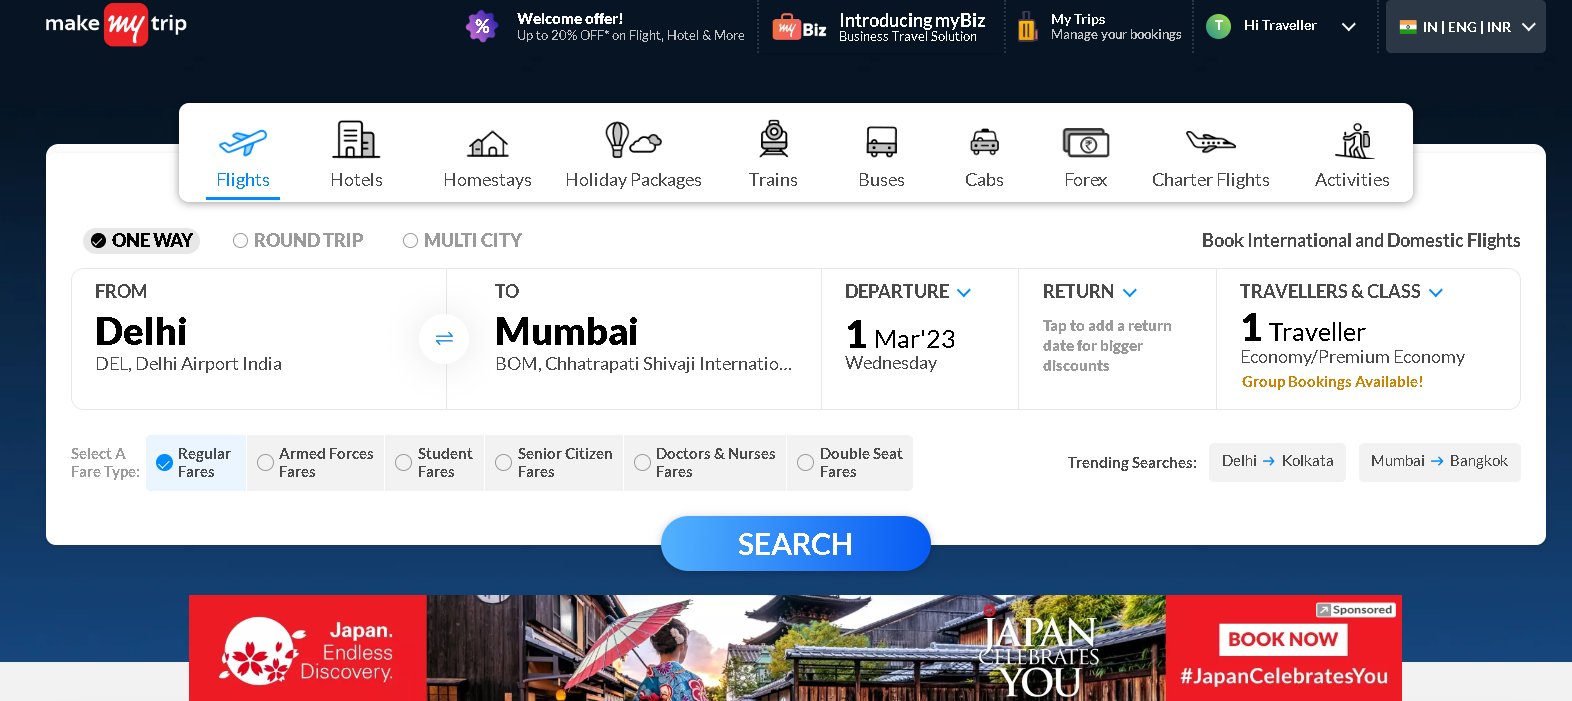 make my trip
%
Welcome offer!
Up to 20% OFF* on Flight, Hotel & More
my Biz
Introducing myBiz
Business Travel Solution
My Trips
Manage your bookings
T
Hi Traveller
IN | ENG | INR
Flights
Hotels
Homestays
Holiday Packages
Trains
Buses
Cabs
₹
Forex
Charter Flights
Activities
ONE WAY
ROUND TRIP
MULTI CITY
Book International and Domestic Flights
FROM
Delhi
DEL, Delhi Airport India
TO
Mumbai
BOM, Chhatrapati Shivaji Internatio...
DEPARTURE
1 Mar'23
Wednesday
RETURN
Tap to add a return
date for bigger
discounts
TRAVELLERS & CLASS
1 Traveller
Economy/Premium Economy
Group Bookings Available!
Select A
Fare Type:
Regular
Fares
Armed Forces
Fares
Student
Fares
Senior Citizen
Fares
Doctors & Nurses
Fares
Double Seat
Fares
Trending Searches:
Delhi → Kolkata
Mumbai → Bangkok
SEARCH
Japan.
Endless
Discovery.
JAPAN
CELEBRATES
YOU
Sponsored
BOOK NOW
#JapanCelebratesYou